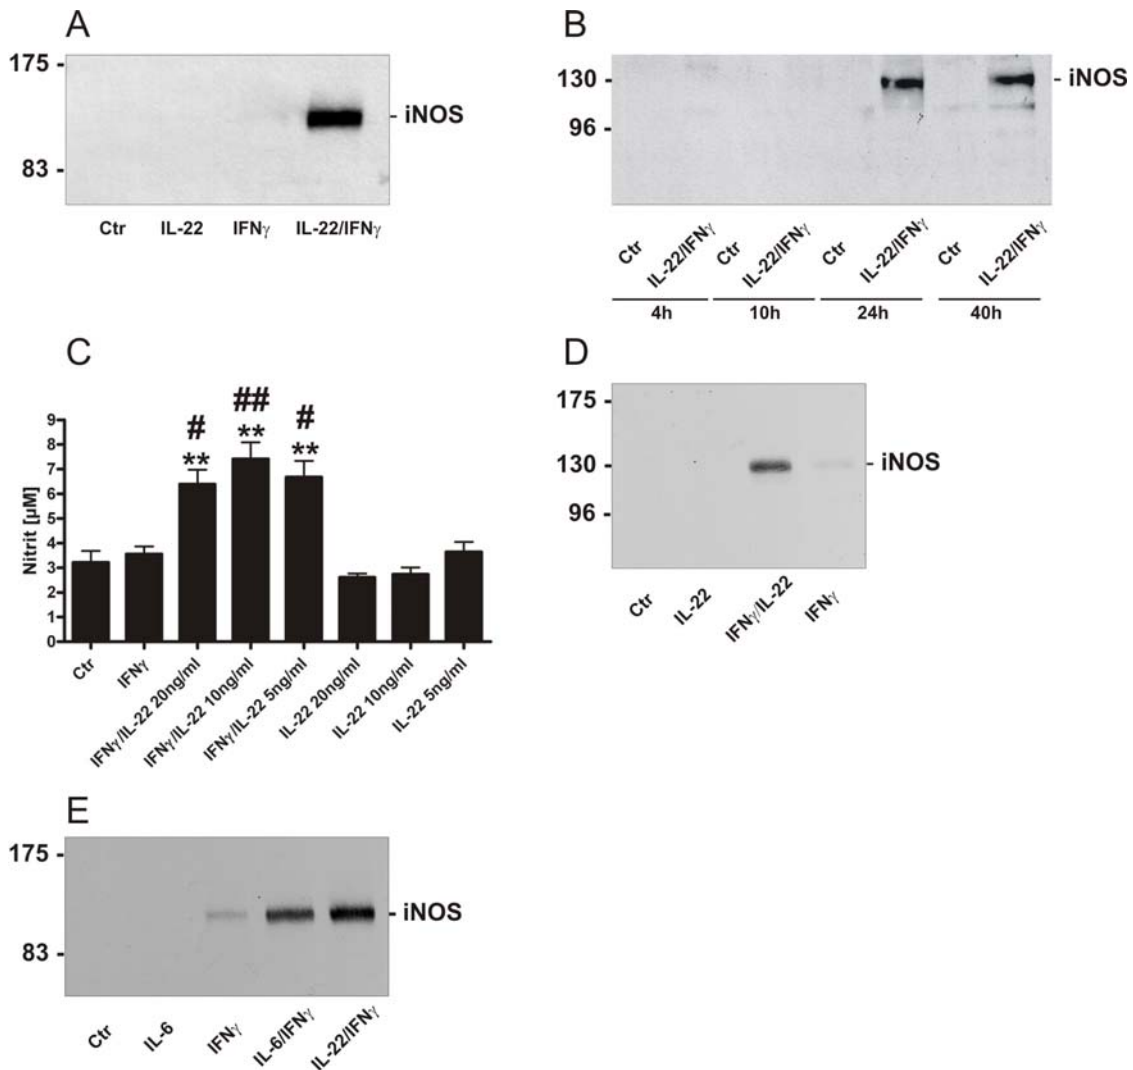 A
175 -
- iNOS
83 -
Ctr IL-22 IFNγ IL-22/IFNγ
B
130 -
- iNOS
96 -
Ctr IL-22/IFNγ Ctr IL-22/IFNγ Ctr IL-22/IFNγ Ctr IL-22/IFNγ
4h 10h 24h 40h
C
# ## #
** ** **
Nitrit [µM]
9
8
7
6
5
4
3
2
1
0
Ctr IFNγ IFNγ/IL-22 20ng/ml IFNγ/IL-22 10ng/ml IFNγ/IL-22 5ng/ml IL-22 20ng/ml IL-22 10ng/ml IL-22 5ng/ml
D
175 -
130 -
- iNOS
96 -
Ctr IL-22 IFNγ/IL-22 IFNγ
E
175 -
- iNOS
83 -
Ctr IL-6 IFNγ IL-6/IFNγ IL-22/IFNγ